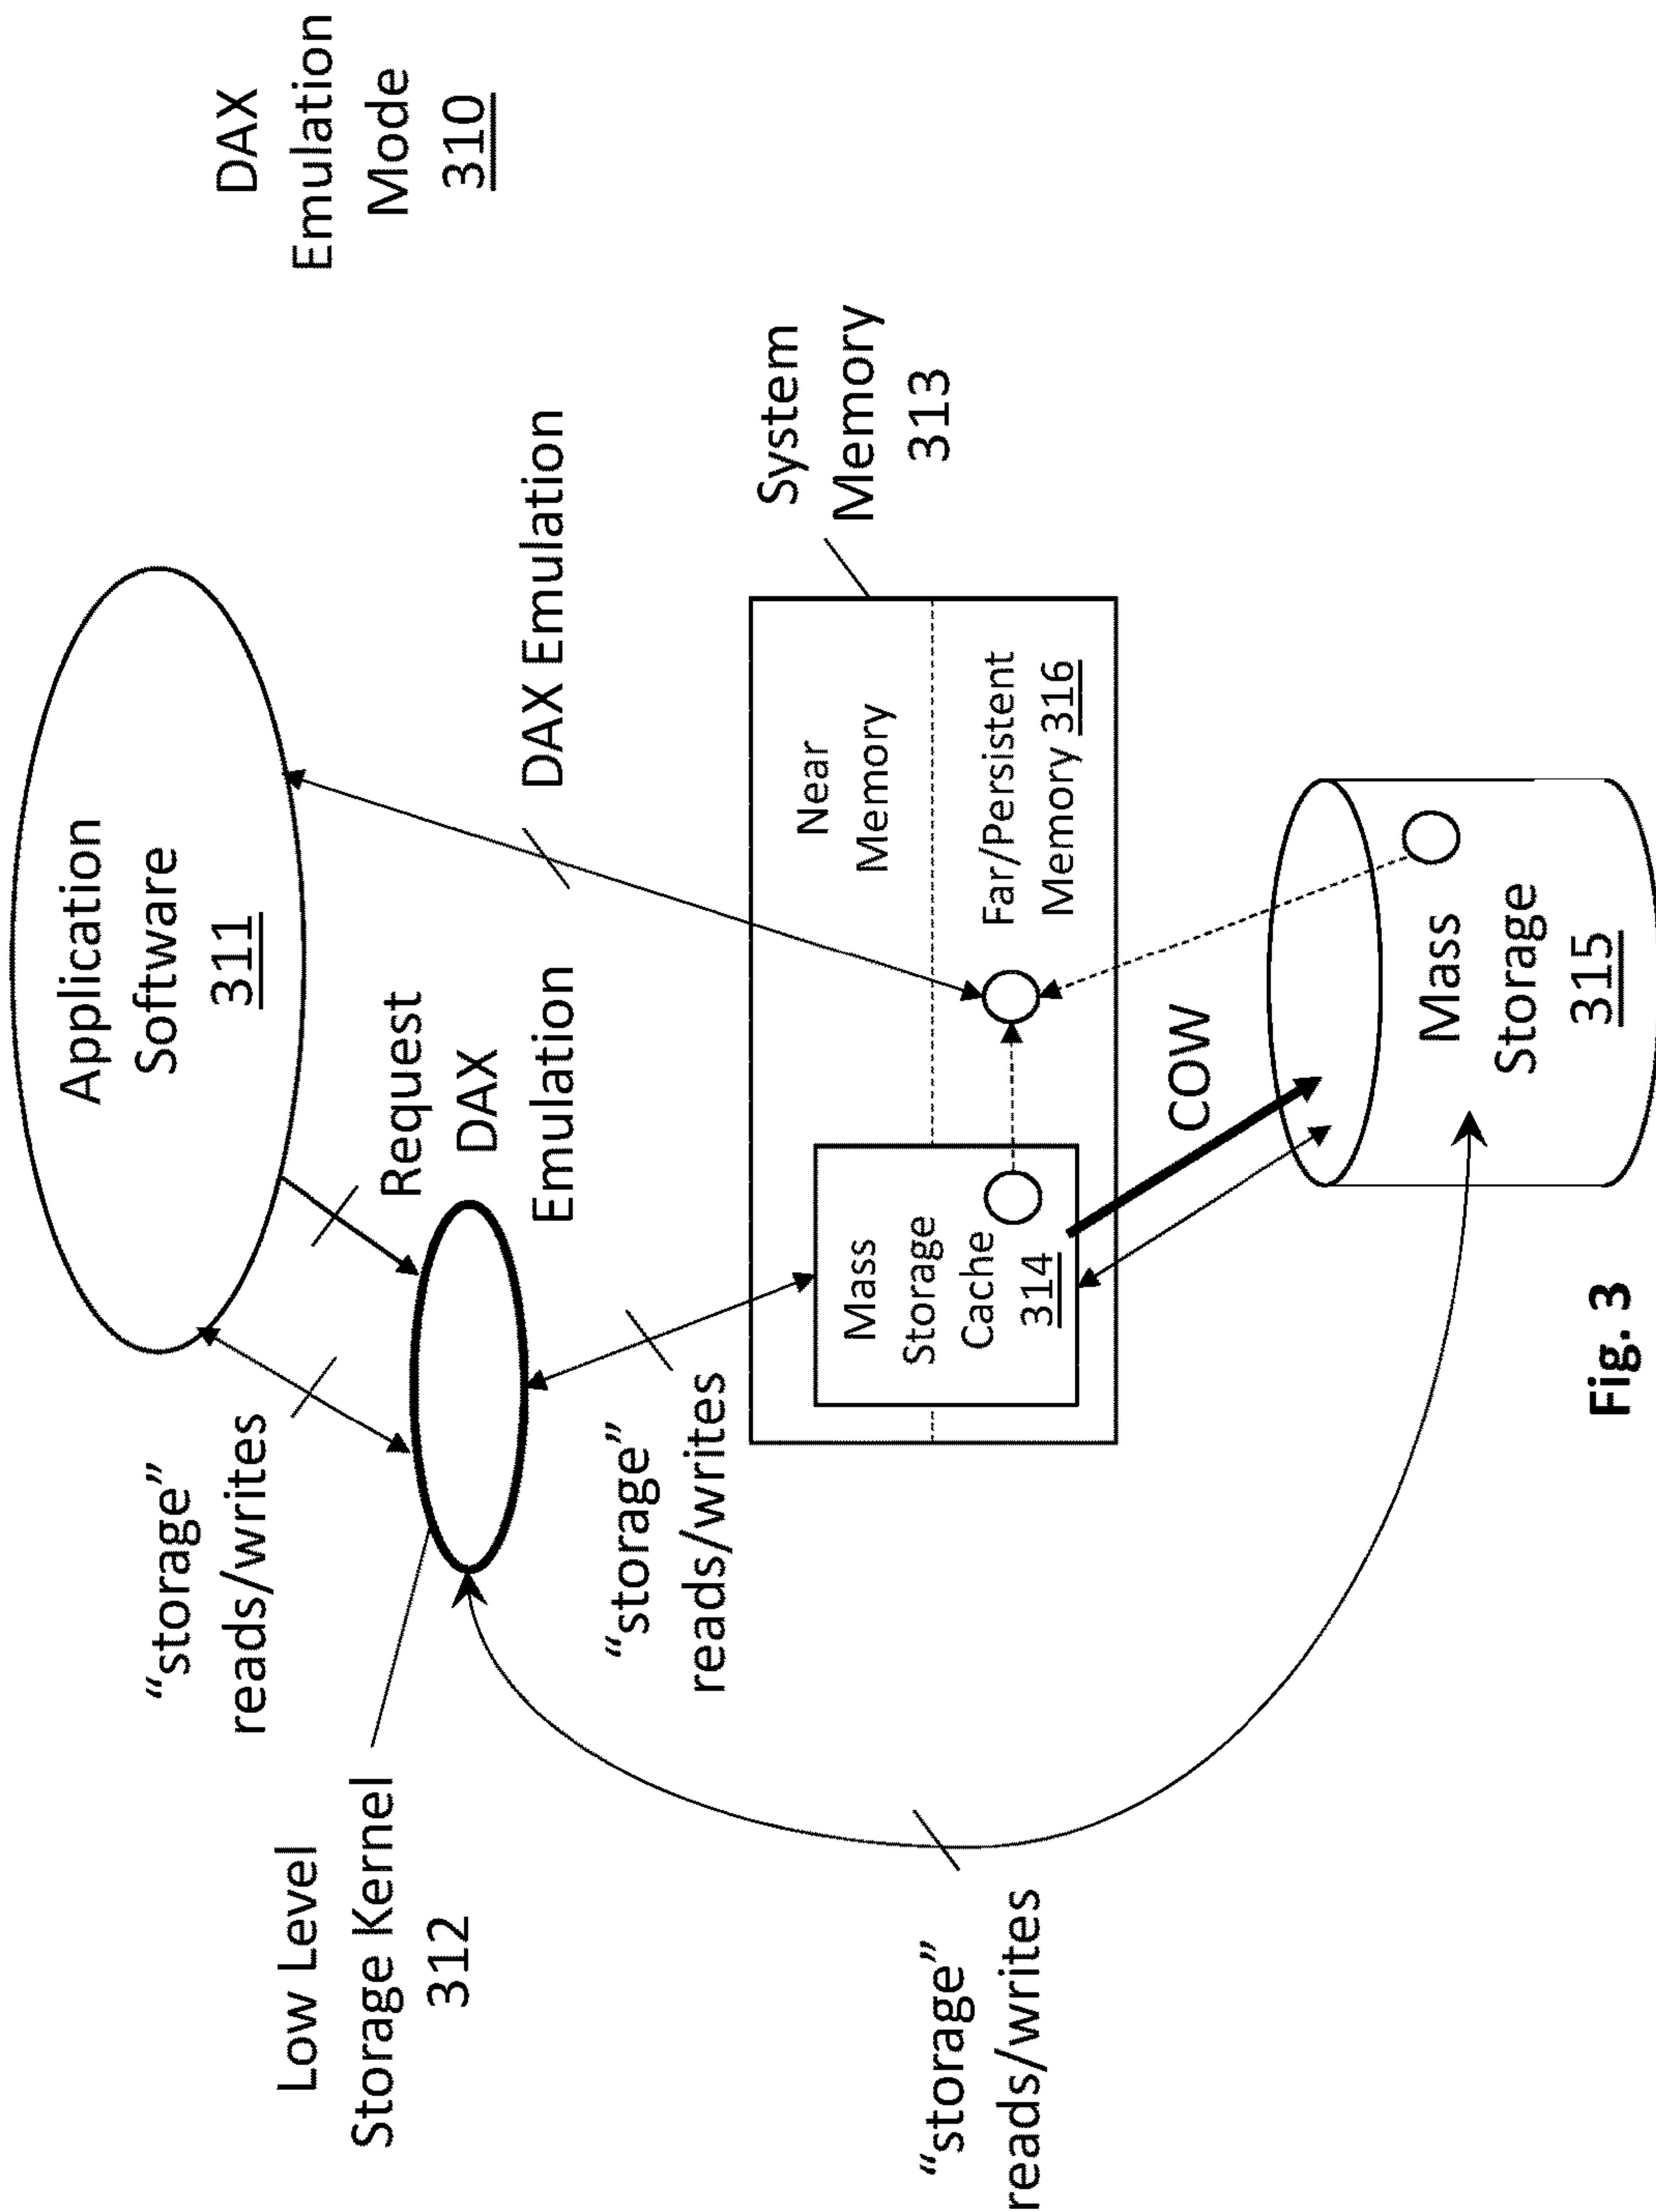 DAX
Emulation
Mode
310
Application
Software
311
"storage"
reads/writes
Request
DAX
Emulation
Low Level
Storage Kernel
312
DAX Emulation
"storage"
reads/writes
System
Memory
313
Near
Memory
Mass
Storage
Cache
314
Far/Persistent
Memory 316
"storage"
reads/writes
COW
Mass
Storage
315
Fig. 3